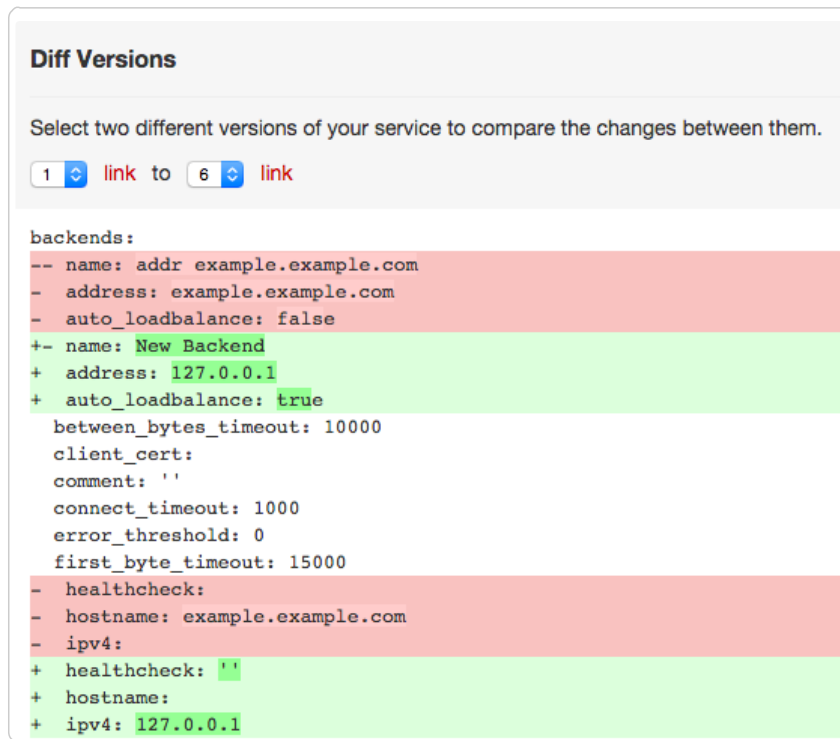 Diff Versions
Select two different versions of your service to compare the changes between them.
1 link to 6 link
backends:
-- name: addr example.example.com
-  address: example.example.com
-  auto_loadbalance: false
+- name: New Backend
+  address: 127.0.0.1
+  auto_loadbalance: true
  between_bytes_timeout: 10000
  client_cert:
  comment: ''
  connect_timeout: 1000
  error_threshold: 0
  first_byte_timeout: 15000
-  healthcheck:
-  hostname: example.example.com
-  ipv4:
+  healthcheck: ''
+  hostname:
+  ipv4: 127.0.0.1